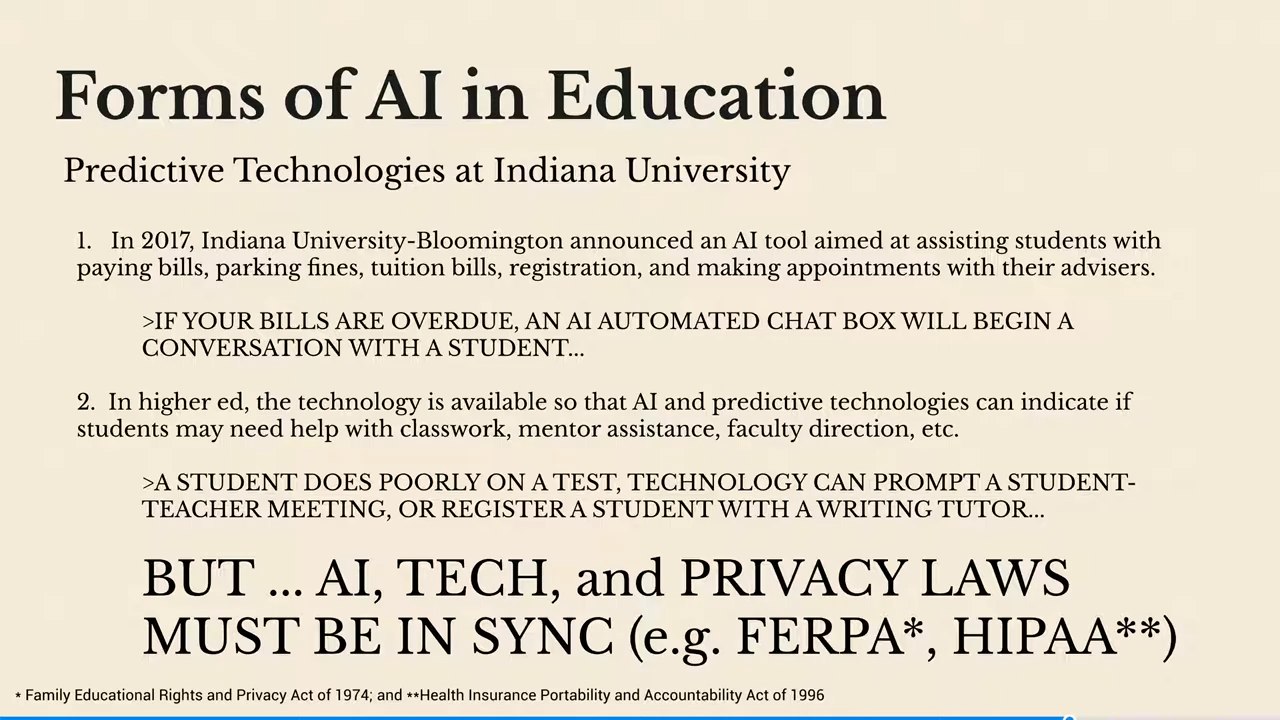 Forms of AI in Education
Predictive Technologies at Indiana University
1. In 2017, Indiana University-Bloomington announced an AI tool aimed at assisting students with
paying bills, parking fines, tuition bills, registration, and making appointments with their advisers.
>IF YOUR BILLS ARE OVERDUE, AN AI AUTOMATED CHAT BOX WILL BEGIN A
CONVERSATION WITH A STUDENT...
2. In higher ed, the technology is available so that AI and predictive technologies can indicate if
students may need help with classwork, mentor assistance, faculty direction, etc.
>A STUDENT DOES POORLY ON A TEST, TECHNOLOGY CAN PROMPT A STUDENT-
TEACHER MEETING, OR REGISTER A STUDENT WITH A WRITING TUTOR...
BUT ... AI, TECH, and PRIVACY LAWS
MUST BE IN SYNC (e.g. FERPA*, HIPAA**)
* Family Educational Rights and Privacy Act of 1974; and **Health Insurance Portability and Accountability Act of 1996